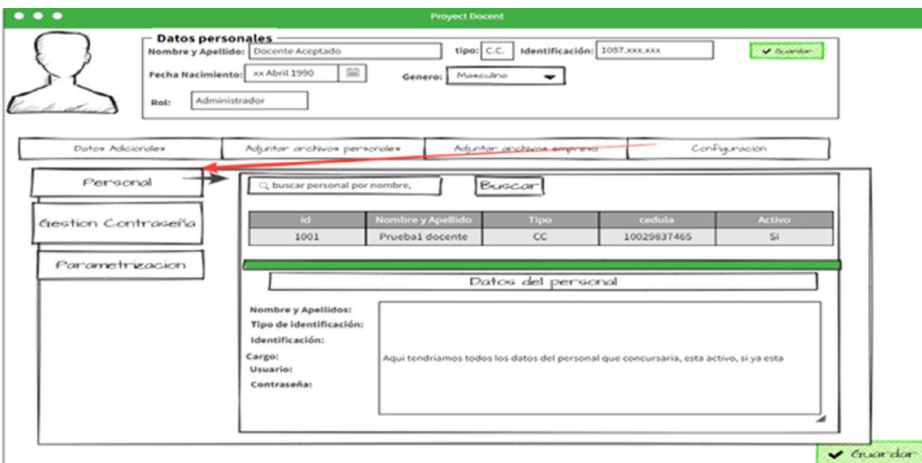 Proyect Docent
Datos personales
Nombre y Apellido: Docente Aceptado tipo: C.C. Identificación: 1087.xxx.xxx Guardar
Fecha Nacimiento: xx Abril 1990 Genero: Masculino
Rol: Administrador
Datos Adicionales Adjuntar archivos personales Adjuntar archivos empresa Configuración
Personal
Gestion Contraseña
Parametrizacion
buscar personal por nombre, Buscar
id Nombre y Apellido Tipo cedula Activo
1001 Prueba1 docente CC 10029837465 Si
Datos del personal
Nombre y Apellidos:
Tipo de identificación:
Identificación:
Cargo:
Usuario:
Contraseña:
Aqui tendriamos todos los datos del personal que concursaria, esta activo, si ya esta
Guardar